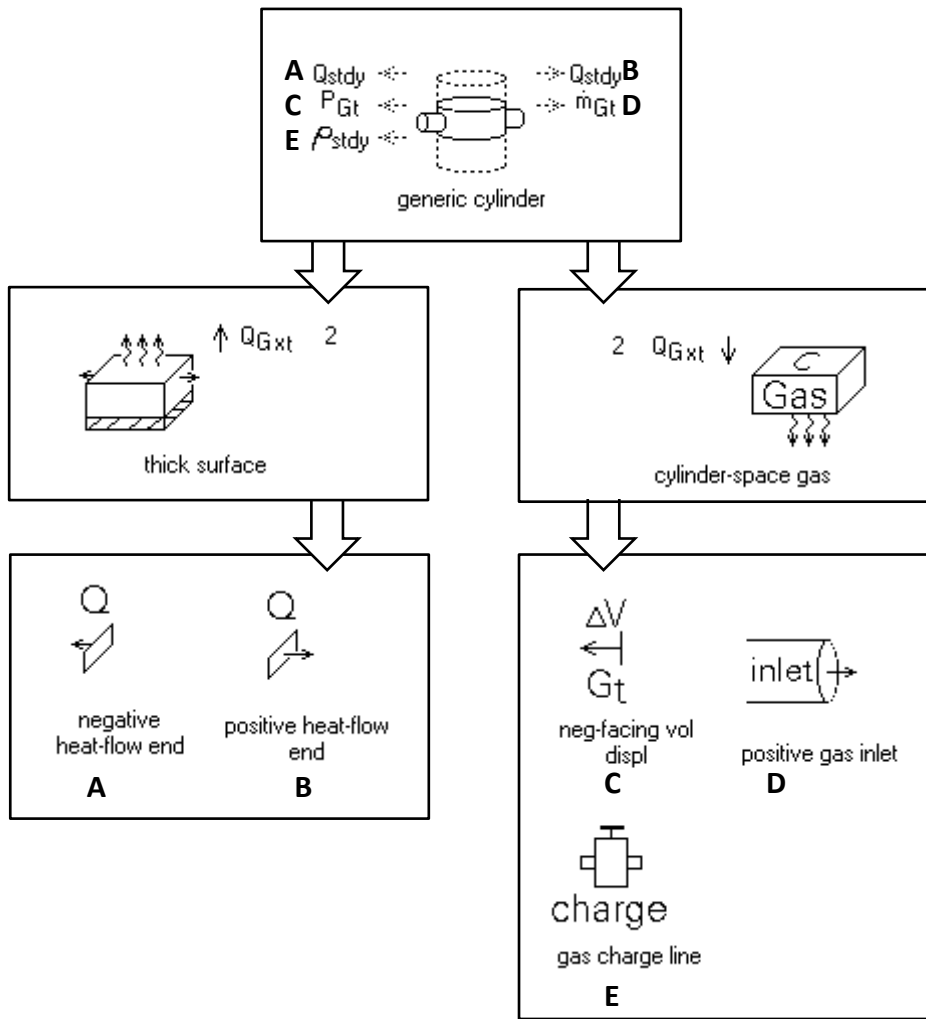 A Qstdy Qstdy B
C PGt ṁGt D
E ρstdy
generic cylinder
QGxt 2
thick surface
2 QGxt
C
Gas
cylinder-space gas
Q Q
negative
heat-flow end
positive heat-flow
end
A B
ΔV
Gt
neg-facing vol
displ
C
inlet
positive gas inlet
D
charge
gas charge line
E